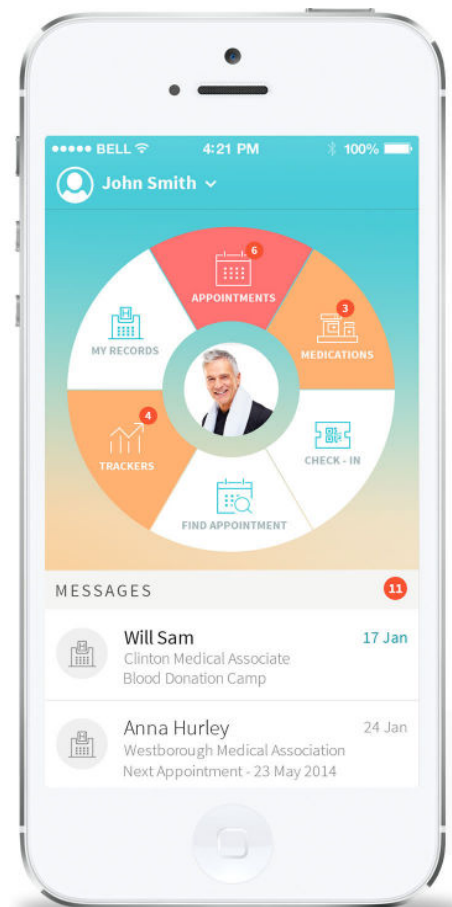 BELL 4:21 PM 100%
John Smith
6
APPOINTMENTS
3
MEDICATIONS
MY RECORDS
4
TRACKERS
CHECK - IN
FIND APPOINTMENT
MESSAGES 11
Will Sam 17 Jan
Clinton Medical Associate
Blood Donation Camp
Anna Hurley 24 Jan
Westborough Medical Association
Next Appointment - 23 May 2014